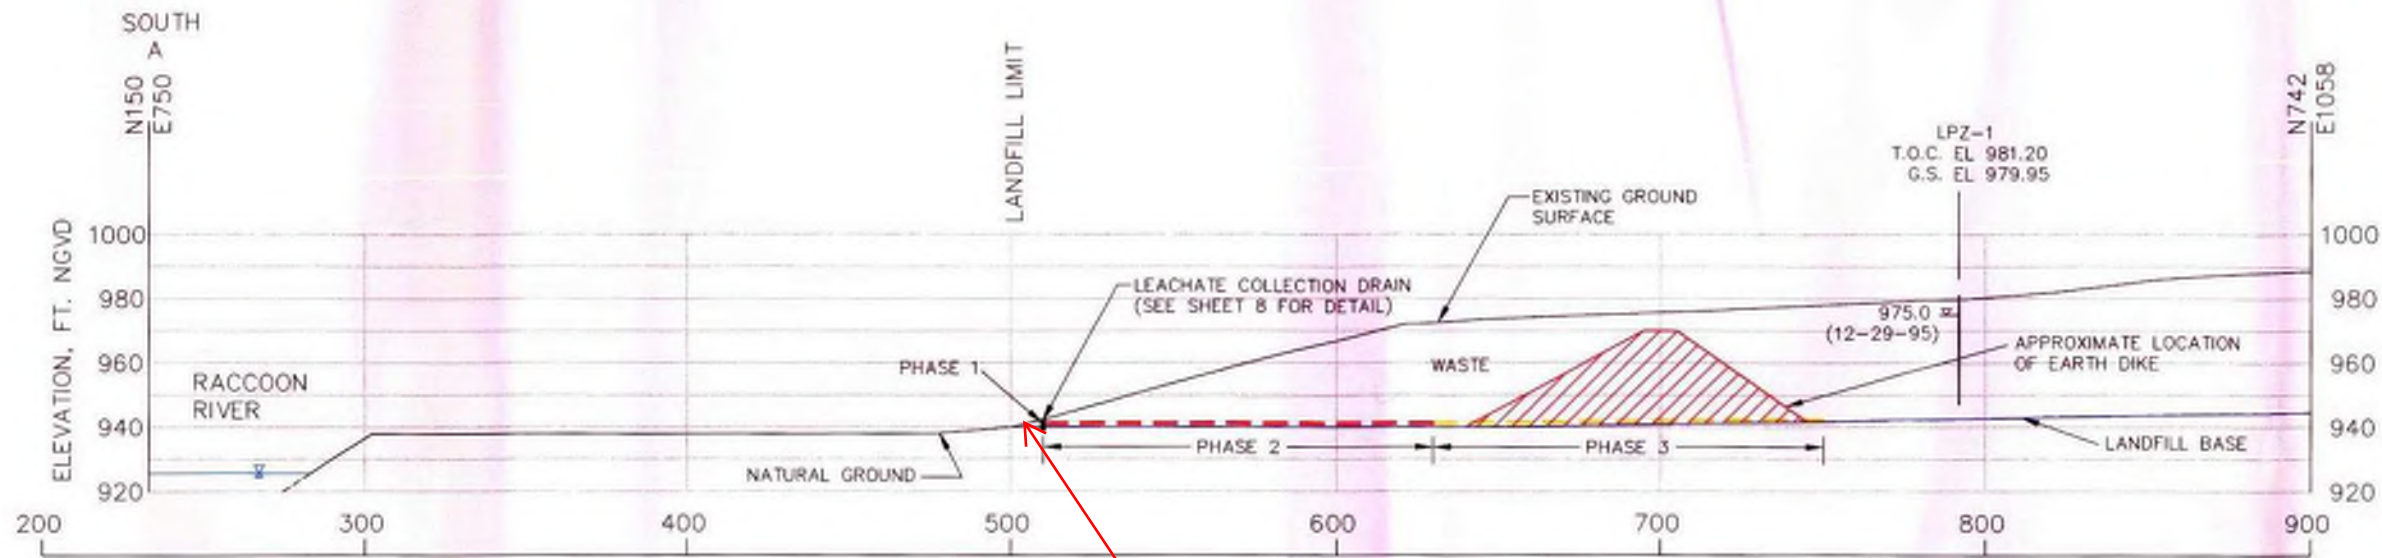 SOUTH
A
N150
E750
LANDFILL LIMIT
N742
E1058
LPZ-1
T.O.C. EL 981.20
G.S. EL 979.95
EXISTING GROUND
SURFACE
ELEVATION, FT. NGVD
1000
1000
LEACHATE COLLECTION DRAIN
(SEE SHEET 8 FOR DETAIL)
980
980
975.0
(12-29-95)
PHASE 1
WASTE
APPROXIMATE LOCATION
OF EARTH DIKE
960
960
RACCOON
RIVER
940
940
PHASE 2
PHASE 3
LANDFILL BASE
NATURAL GROUND
920
920
200
300
400
500
600
700
800
900